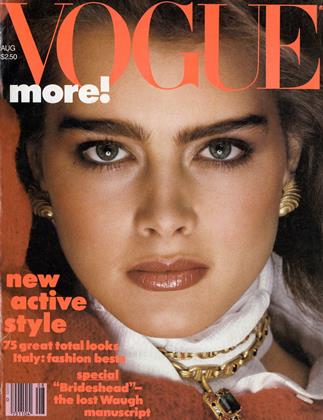 VOGUE
AUG
$2.50
more!
new
active
style
75 great total looks
Italy: fashion bests
special
"Brideshead"—
the lost Waugh
manuscript